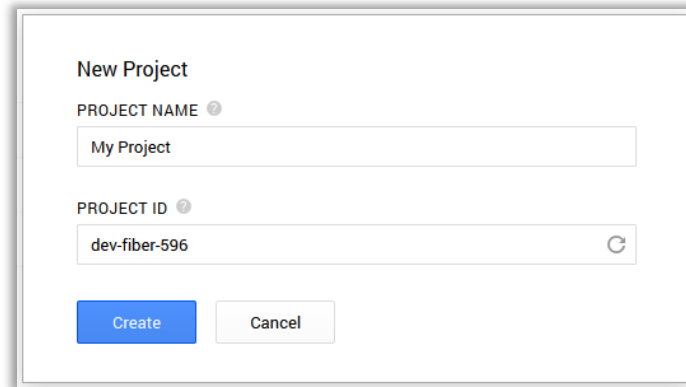 New Project
PROJECT NAME ?
My Project
PROJECT ID ?
dev-fiber-596
Create Cancel